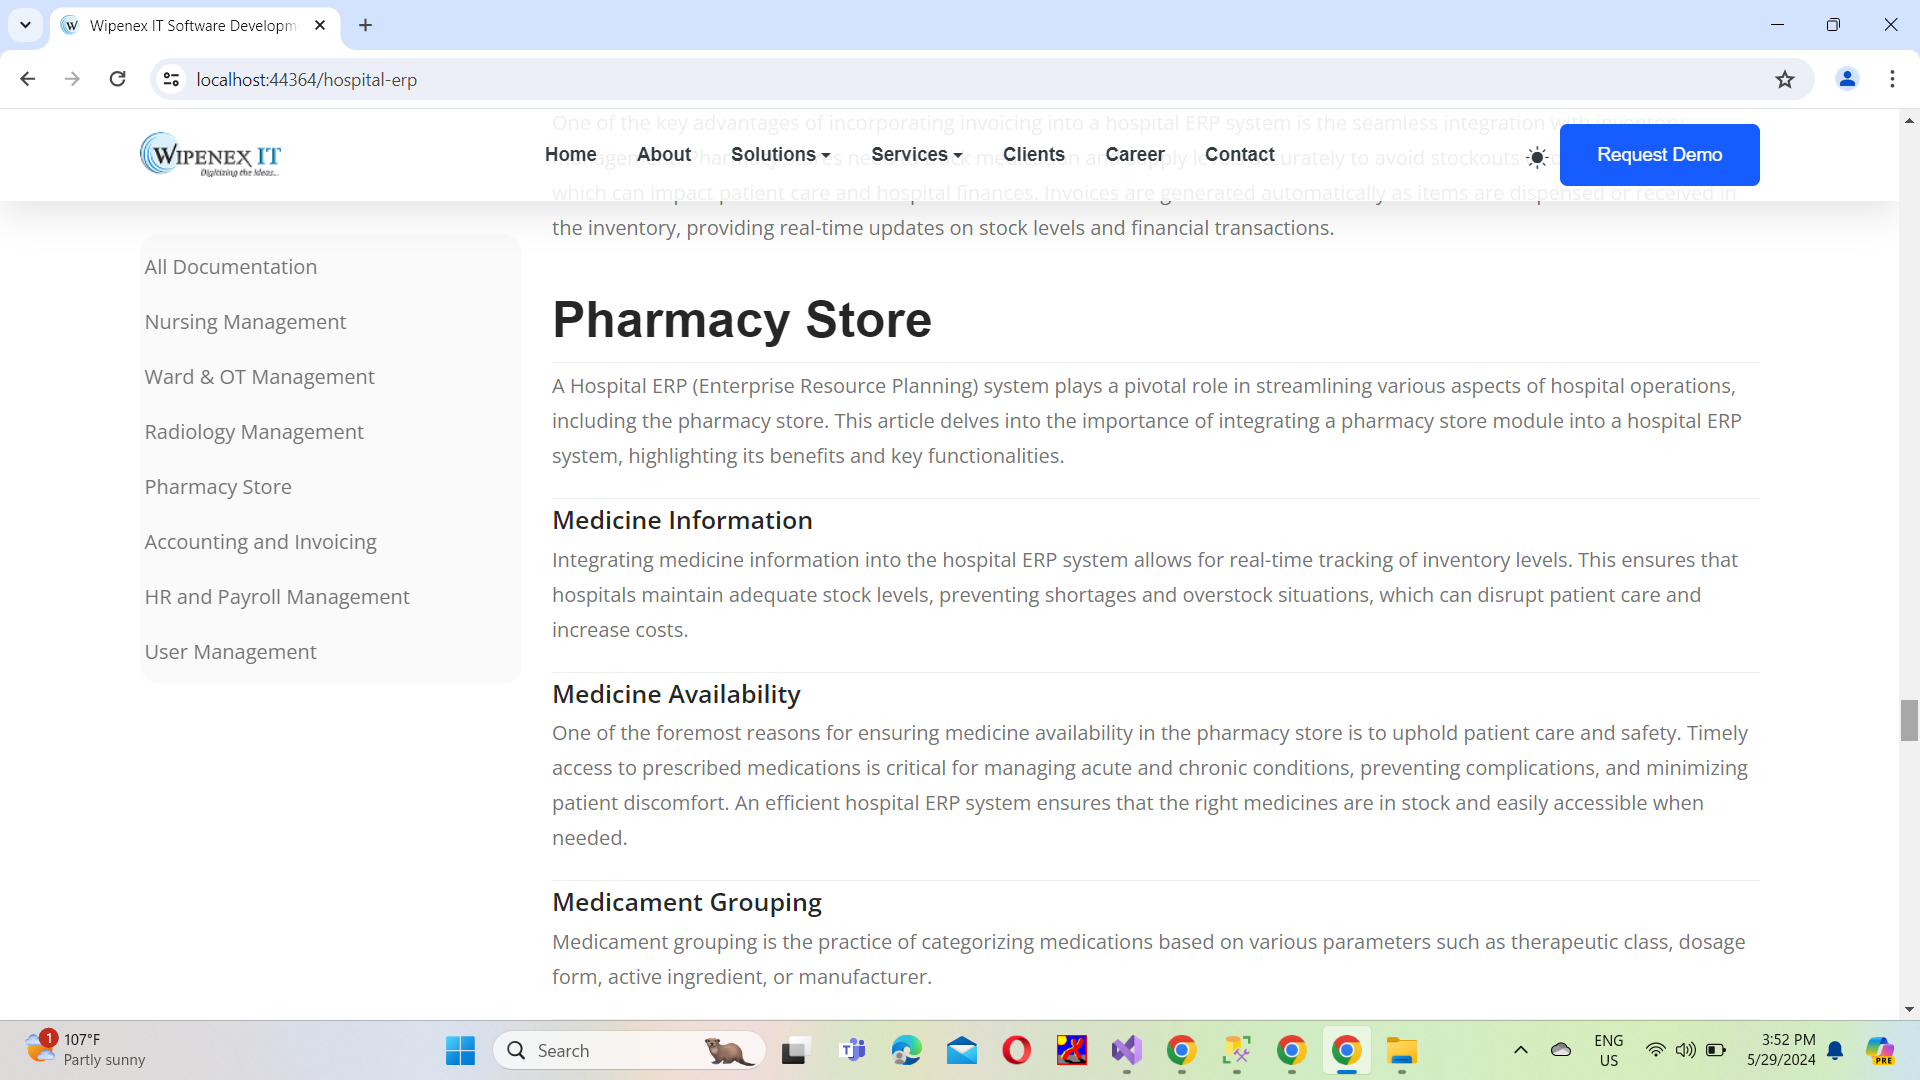 Wipenex IT Software Developm
localhost:44364/hospital-erp
One of the key advantages of incorporating invoicing into a hospital ERP system is the seamless integration with inventory
WIPENEX IT
Digitizing the Ideas...
Home About Solutions Services Clients Career Contact
Request Demo
which can impact patient care and hospital finances. Invoices are generated automatically as items are dispensed or received in
the inventory, providing real-time updates on stock levels and financial transactions.
All Documentation
Nursing Management
Ward & OT Management
Radiology Management
Pharmacy Store
Accounting and Invoicing
HR and Payroll Management
User Management
Pharmacy Store
A Hospital ERP (Enterprise Resource Planning) system plays a pivotal role in streamlining various aspects of hospital operations,
including the pharmacy store. This article delves into the importance of integrating a pharmacy store module into a hospital ERP
system, highlighting its benefits and key functionalities.
Medicine Information
Integrating medicine information into the hospital ERP system allows for real-time tracking of inventory levels. This ensures that
hospitals maintain adequate stock levels, preventing shortages and overstock situations, which can disrupt patient care and
increase costs.
Medicine Availability
One of the foremost reasons for ensuring medicine availability in the pharmacy store is to uphold patient care and safety. Timely
access to prescribed medications is critical for managing acute and chronic conditions, preventing complications, and minimizing
patient discomfort. An efficient hospital ERP system ensures that the right medicines are in stock and easily accessible when
needed.
Medicament Grouping
Medicament grouping is the practice of categorizing medications based on various parameters such as therapeutic class, dosage
form, active ingredient, or manufacturer.
1
107°F
Partly sunny
Search
ENG
US
3:52 PM
5/29/2024
PRE